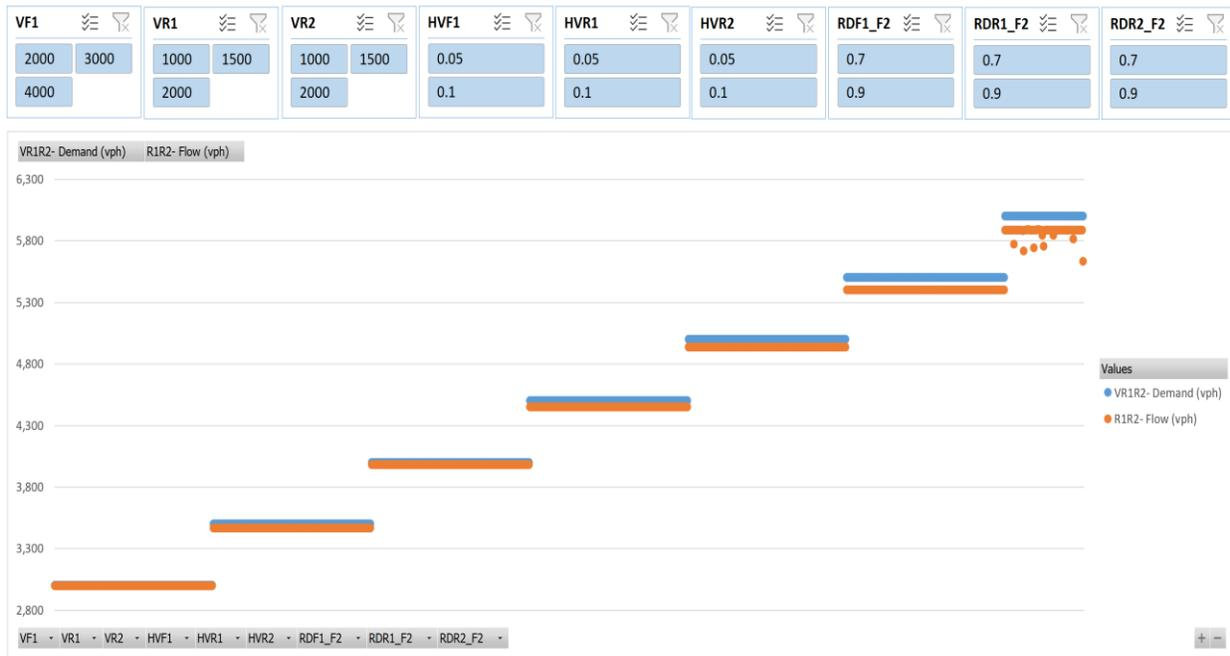 VF1 VR1 VR2 HVF1 HVR1 HVR2 RDF1_F2 RDR1_F2 RDR2_F2
2000 3000 1000 1500 1000 1500 0.05 0.05 0.05 0.7 0.7 0.7
4000 2000 2000 0.1 0.1 0.1 0.9 0.9 0.9
VR1R2- Demand (vph) R1R2- Flow (vph)
6,300
5,800
5,300
4,800
Values
VR1R2- Demand (vph)
R1R2- Flow (vph)
4,300
3,800
3,300
2,800
VF1 VR1 VR2 HVF1 HVR1 HVR2 RDF1_F2 RDR1_F2 RDR2_F2